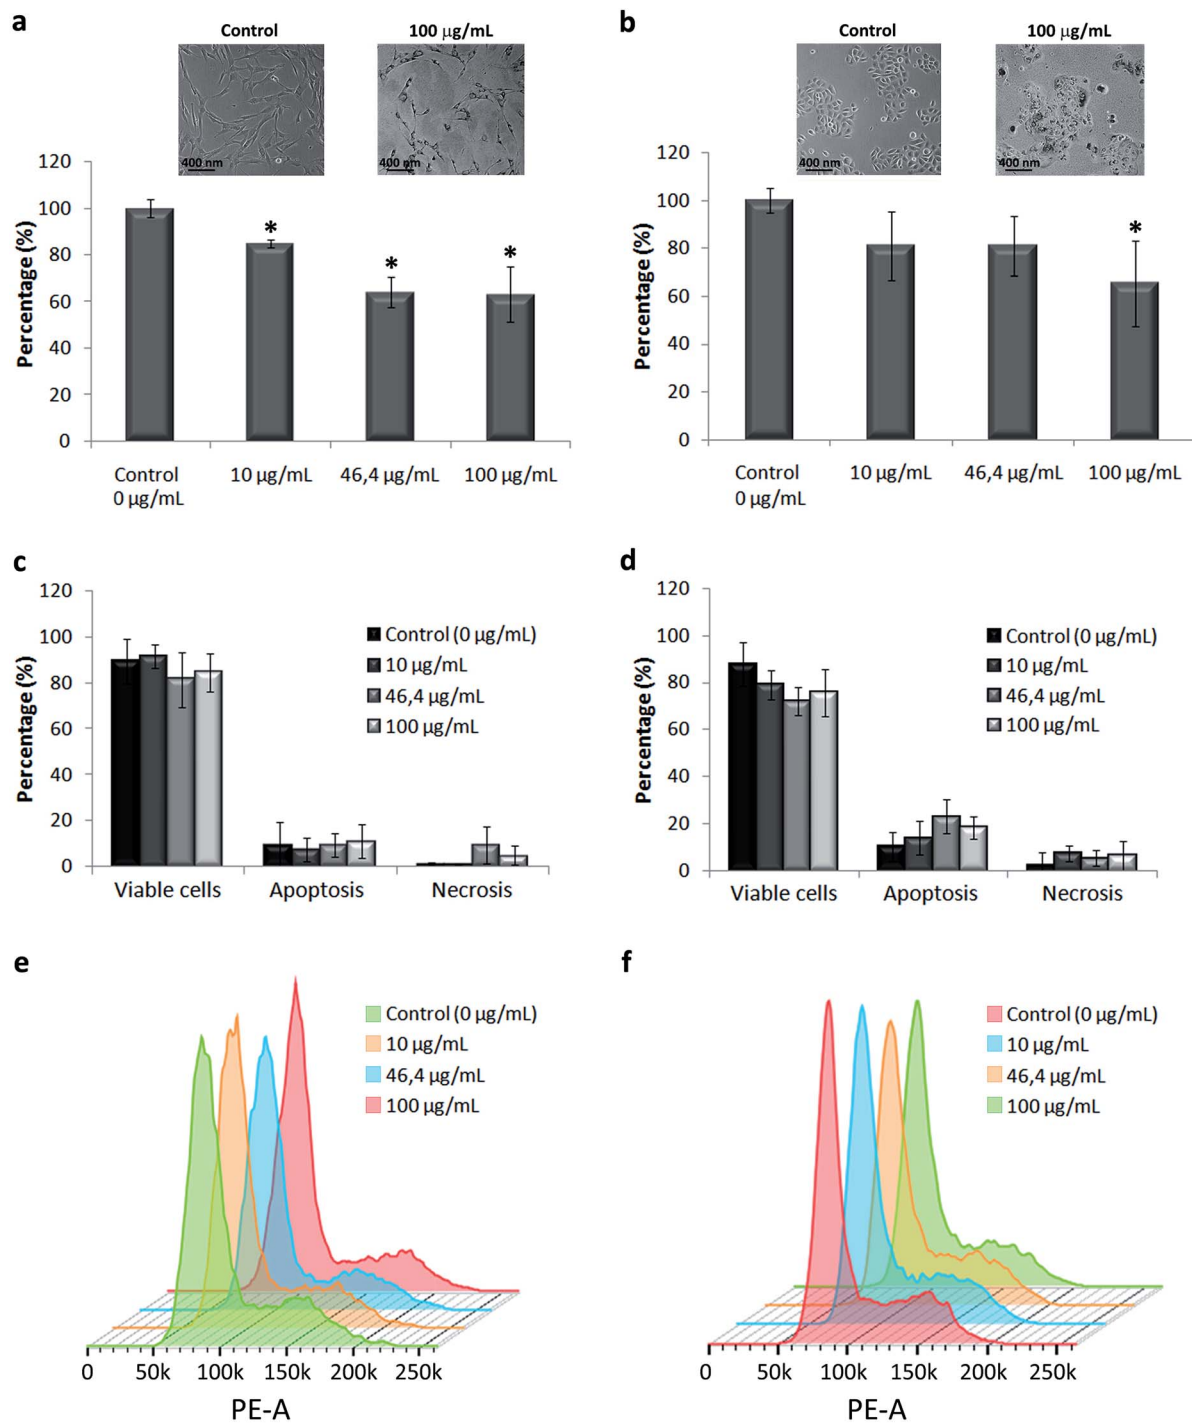 a
Control
100 µg/mL
400 nm
400 nm
Percentage (%)
120
100
80
60
40
20
0
*
*
*
Control
0 µg/mL
10 µg/mL
46,4 µg/mL
100 µg/mL
b
Control
100 µg/mL
400 nm
400 nm
Percentage (%)
120
100
80
60
40
20
0
*
Control
0 µg/mL
10 µg/mL
46,4 µg/mL
100 µg/mL
c
Percentage (%)
120
100
80
60
40
20
0
Control (0 µg/mL)
10 µg/mL
46,4 µg/mL
100 µg/mL
Viable cells
Apoptosis
Necrosis
d
Percentage (%)
120
100
80
60
40
20
0
Control (0 µg/mL)
10 µg/mL
46,4 µg/mL
100 µg/mL
Viable cells
Apoptosis
Necrosis
e
Control (0 µg/mL)
10 µg/mL
46,4 µg/mL
100 µg/mL
0
50k
100k
150k
200k
250k
PE-A
f
Control (0 µg/mL)
10 µg/mL
46,4 µg/mL
100 µg/mL
0
50k
100k
150k
200k
250k
PE-A